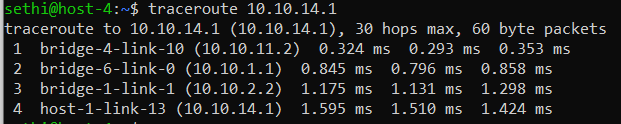 sethi@host-4:~$ traceroute 10.10.14.1
traceroute to 10.10.14.1 (10.10.14.1), 30 hops max, 60 byte packets
 1  bridge-4-link-10 (10.10.11.2)  0.324 ms  0.293 ms  0.353 ms
 2  bridge-6-link-0 (10.10.1.1)  0.845 ms  0.796 ms  0.858 ms
 3  bridge-1-link-1 (10.10.2.2)  1.175 ms  1.131 ms  1.298 ms
 4  host-1-link-13 (10.10.14.1)  1.595 ms  1.510 ms  1.424 ms